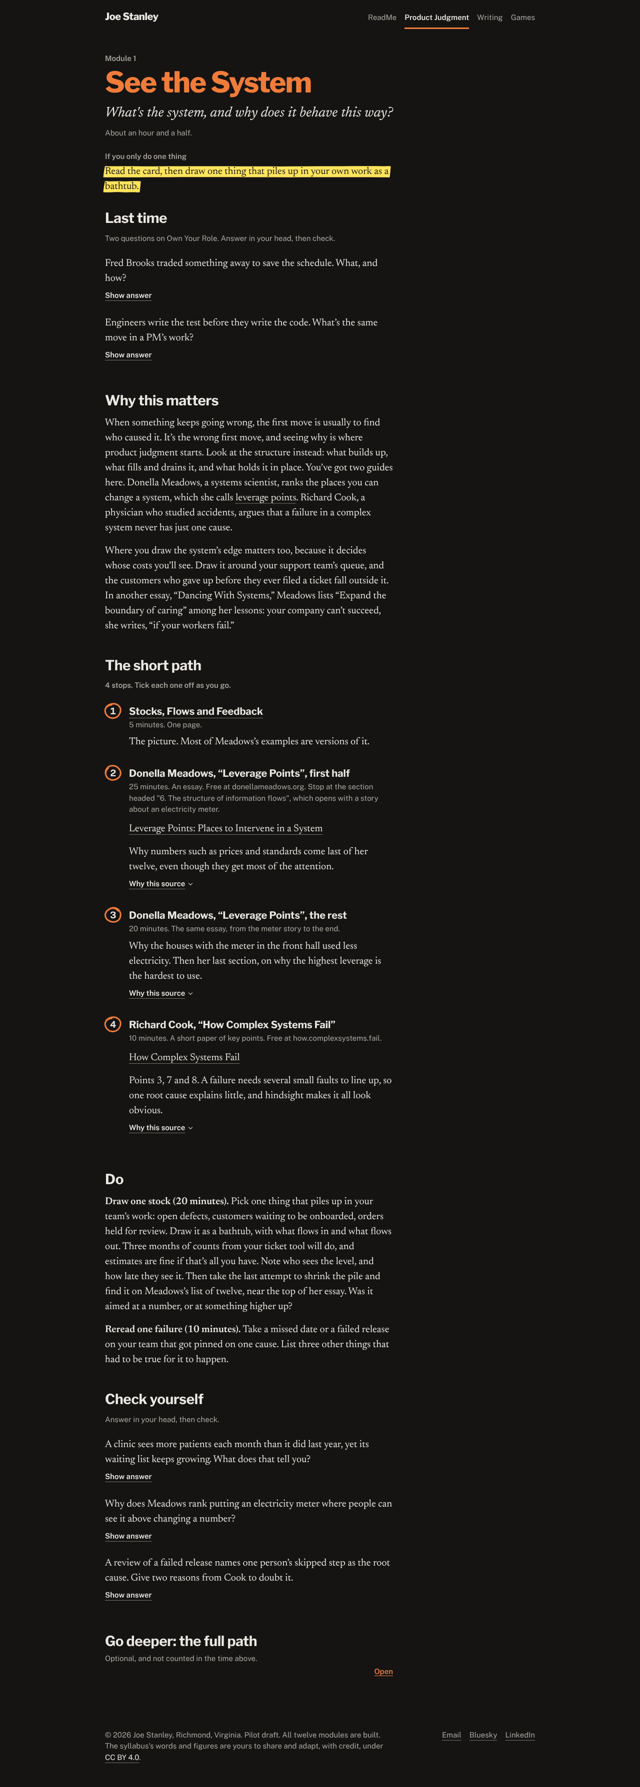 Joe Stanley
ReadMe Product Judgment Writing Games
Module 1
See the System
What's the system, and why does it behave this way?
About an hour and a half.
If you only do one thing
Read the card, then draw one thing that piles up in your own work as a
bathtub.
Last time
Two questions on Own Your Role. Answer in your head, then check.
Fred Brooks traded something away to save the schedule. What, and
how?
Show answer
Engineers write the test before they write the code. What's the same
move in a PM's work?
Show answer
Why this matters
When something keeps going wrong, the first move is usually to find
who caused it. It's the wrong first move, and seeing why is where
product judgment starts. Look at the structure instead: what builds up,
what fills and drains it, and what holds it in place. You've got two guides
here. Donella Meadows, a systems scientist, ranks the places you can
change a system, which she calls leverage points. Richard Cook, a
physician who studied accidents, argues that a failure in a complex
system never has just one cause.
Where you draw the system's edge matters too, because it decides
whose costs you'll see. Draw it around your support team's queue, and
the customers who gave up before they ever filed a ticket fall outside it.
In another essay, “Dancing With Systems,” Meadows lists “Expand the
boundary of caring” among her lessons: your company can't succeed,
she writes, “if your workers fail.”
The short path
4 stops. Tick each one off as you go.
1
Stocks, Flows and Feedback
5 minutes. One page.
The picture. Most of Meadows's examples are versions of it.
2
Donella Meadows, “Leverage Points”, first half
25 minutes. An essay. Free at donellameadows.org. Stop at the section
headed "6. The structure of information flows", which opens with a story
about an electricity meter.
Leverage Points: Places to Intervene in a System
Why numbers such as prices and standards come last of her
twelve, even though they get most of the attention.
Why this source
3
Donella Meadows, “Leverage Points”, the rest
20 minutes. The same essay, from the meter story to the end.
Why the houses with the meter in the front hall used less
electricity. Then her last section, on why the highest leverage is
the hardest to use.
Why this source
4
Richard Cook, “How Complex Systems Fail”
10 minutes. A short paper of key points. Free at how.complexsystems.fail.
How Complex Systems Fail
Points 3, 7 and 8. A failure needs several small faults to line up, so
one root cause explains little, and hindsight makes it all look
obvious.
Why this source
Do
Draw one stock (20 minutes). Pick one thing that piles up in your
team's work: open defects, customers waiting to be onboarded, orders
held for review. Draw it as a bathtub, with what flows in and what flows
out. Three months of counts from your ticket tool will do, and
estimates are fine if that's all you have. Note who sees the level, and
how late they see it. Then take the last attempt to shrink the pile and
find it on Meadows's list of twelve, near the top of her essay. Was it
aimed at a number, or at something higher up?
Reread one failure (10 minutes). Take a missed date or a failed release
on your team that got pinned on one cause. List three other things that
had to be true for it to happen.
Check yourself
Answer in your head, then check.
A clinic sees more patients each month than it did last year, yet its
waiting list keeps growing. What does that tell you?
Show answer
Why does Meadows rank putting an electricity meter where people can
see it above changing a number?
Show answer
A review of a failed release names one person's skipped step as the root
cause. Give two reasons from Cook to doubt it.
Show answer
Go deeper: the full path
Optional, and not counted in the time above.
Open
© 2026 Joe Stanley, Richmond, Virginia. Pilot draft. All twelve modules are built.
The syllabus's words and figures are yours to share and adapt, with credit, under
CC BY 4.0.
Email Bluesky LinkedIn